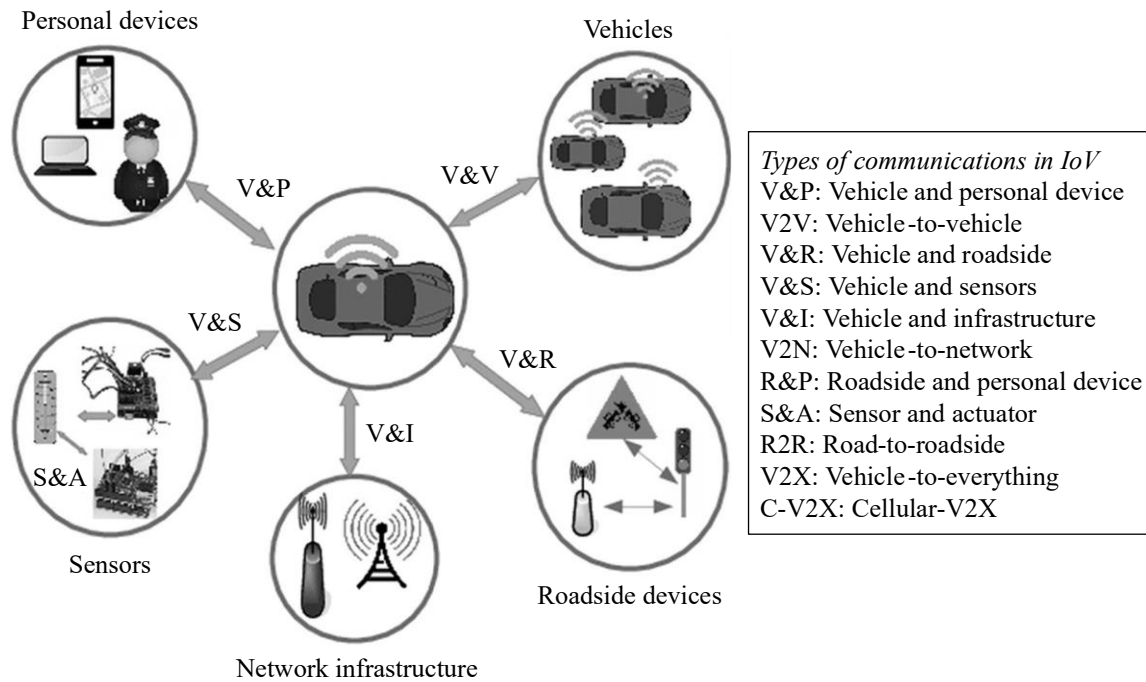 Personal devices
Vehicles
V&P
V&V
V&S
V&R
V&I
S&A
Sensors
Roadside devices
Network infrastructure
Types of communications in IoV
V&P: Vehicle and personal device
V2V: Vehicle-to-vehicle
V&R: Vehicle and roadside
V&S: Vehicle and sensors
V&I: Vehicle and infrastructure
V2N: Vehicle-to-network
R&P: Roadside and personal device
S&A: Sensor and actuator
R2R: Road-to-roadside
V2X: Vehicle-to-everything
C-V2X: Cellular-V2X